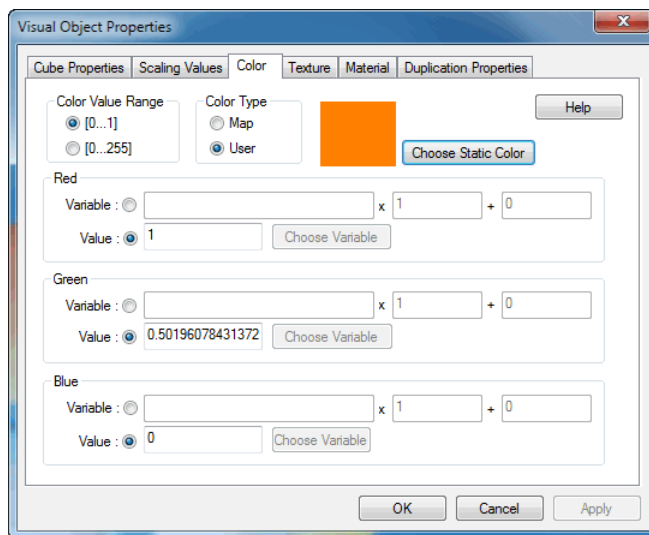 Visual Object Properties
Cube Properties Scaling Values Color Texture Material Duplication Properties
Color Value Range Color Type
[0...1] Map Help
[0...255] User Choose Static Color
Red
Variable : x 1 + 0
Value : 1 Choose Variable
Green
Variable : x 1 + 0
Value : 0.50196078431372 Choose Variable
Blue
Variable : x 1 + 0
Value : 0 Choose Variable
OK Cancel Apply